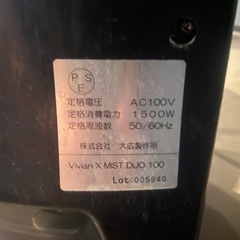 P
S E
定格電圧 AC100V
定格消費電力 1500W
定格周波数 50/60Hz
株式会社 大広製作所
Vivian X MIST DUO 100
Lot:005840